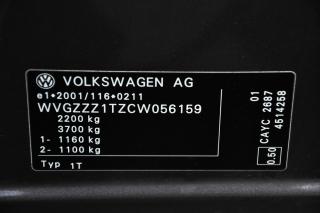 VOLKSWAGEN AG
e1*2001/116*0211
WVGZZZ1TZCW056159
2200 kg
3700 kg
1- 1160 kg
2- 1100 kg
Typ 1T
01
CAYC 2687
4514258
0.50